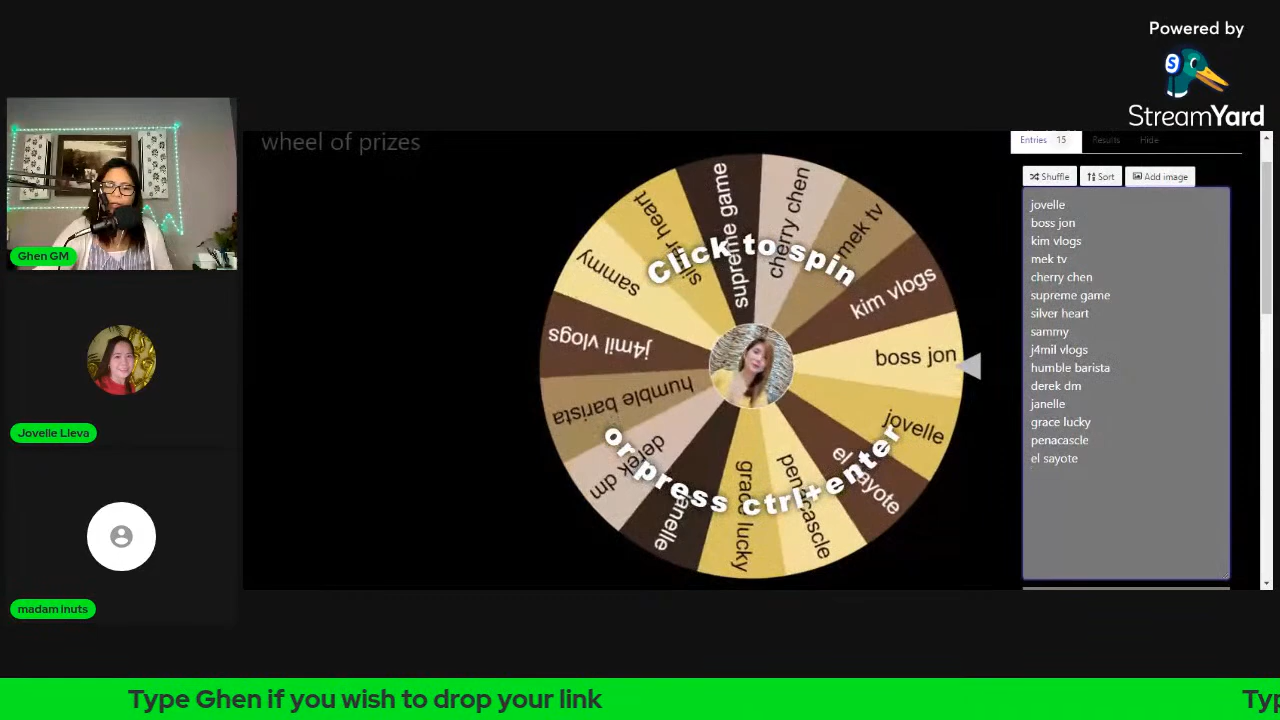 Powered by
StreamYard
Ghen GM
Jovelle Lleva
madam inuts
wheel of prizes
Click to spin
or press ctrl+enter
supreme game
cherry chen
mek tv
kim vlogs
boss jon
jovelle
el sayote
penacascle
grace lucky
janelle
derek dm
humble barista
j4mil vlogs
sammy
silver heart
Entries 15
Results
Hide
Shuffle
Sort
Add image
jovelle
boss jon
kim vlogs
mek tv
cherry chen
supreme game
silver heart
sammy
j4mil vlogs
humble barista
derek dm
janelle
grace lucky
penacascle
el sayote
Type Ghen if you wish to drop your link
Typ